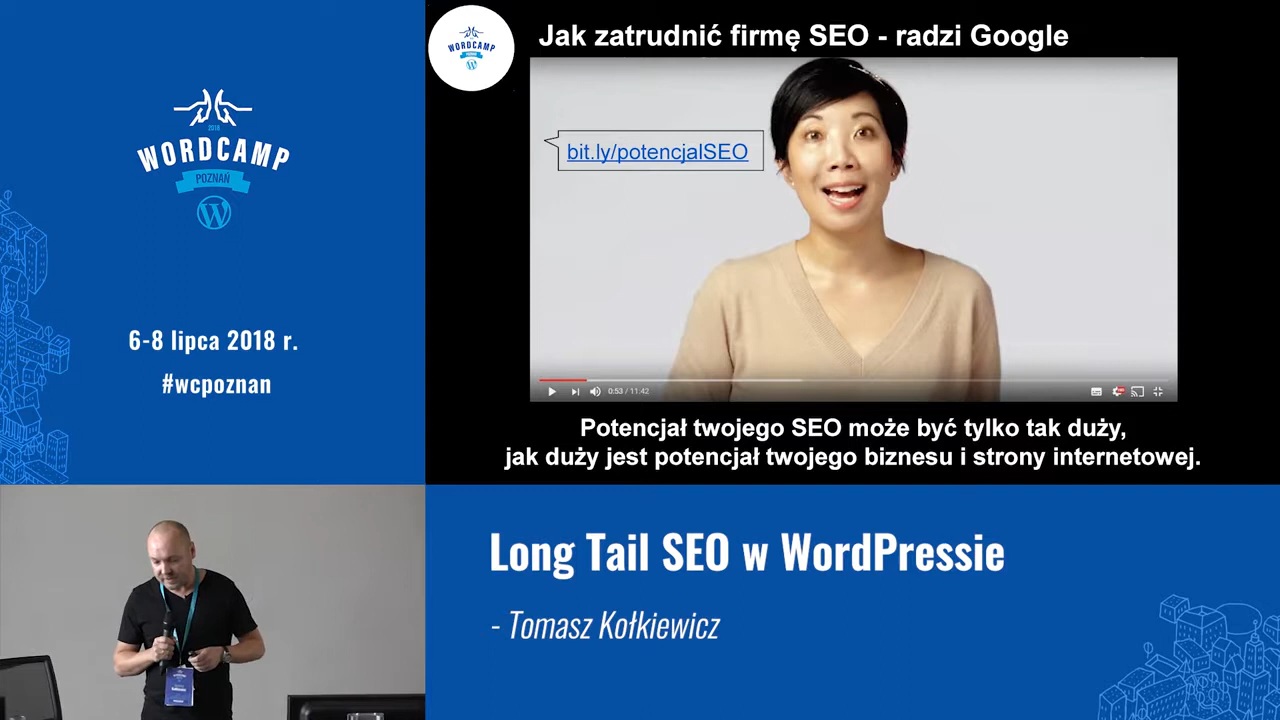 2018
WORDCAMP
POZNAŃ
6-8 lipca 2018 r.
#wcpoznan
WORDCAMP
POZNAŃ
Jak zatrudnić firmę SEO - radzi Google
bit.ly/potencjalSEO
0:53 / 11:42
Potencjał twojego SEO może być tylko tak duży,
jak duży jest potencjał twojego biznesu i strony internetowej.
Long Tail SEO w WordPressie
- Tomasz Kołkiewicz